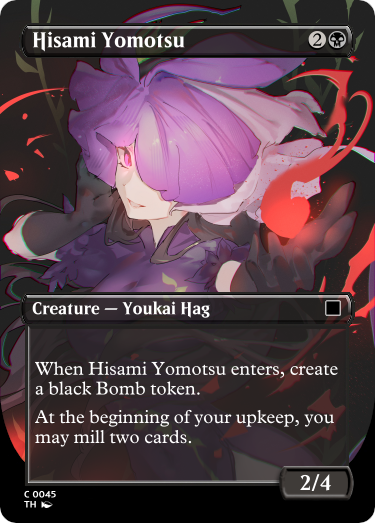 Hisami Yomotsu 2
Creature — Youkai Hag
When Hisami Yomotsu enters, create
a black Bomb token.
At the beginning of your upkeep, you
may mill two cards.
2/4
C 0045
TH